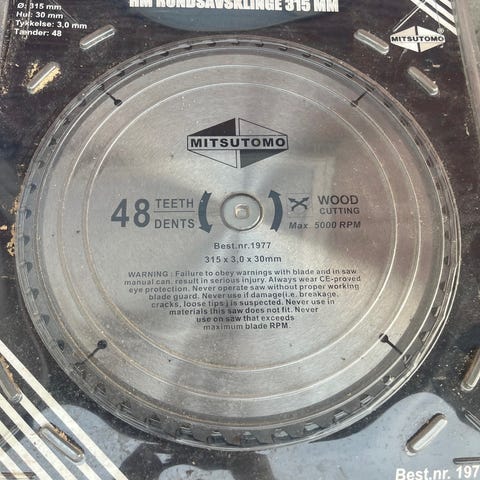 HM RUNDSAVSKLINGE 315 MM
Ø: 315 mm
Hul: 30 mm
Tykkelse: 3,0 mm
Tænder: 48
MITSUTOMO
MITSUTOMO
48 TEETH
DENTS
WOOD
CUTTING
Max. 5000 RPM
Best.nr.1977
315 x 3,0 x 30mm
WARNING : Failure to obey warnings with blade and in saw
manual can. result in serious injury. Always wear CE-proved
eye protection. Never operate saw without proper working
blade guard. Never use if damage(i.e. breakage,
cracks, loose tips ) is suspected. Never use in
materials this saw does not fit. Never
use on saw that exceeds
maximum blade RPM.
Best.nr. 197